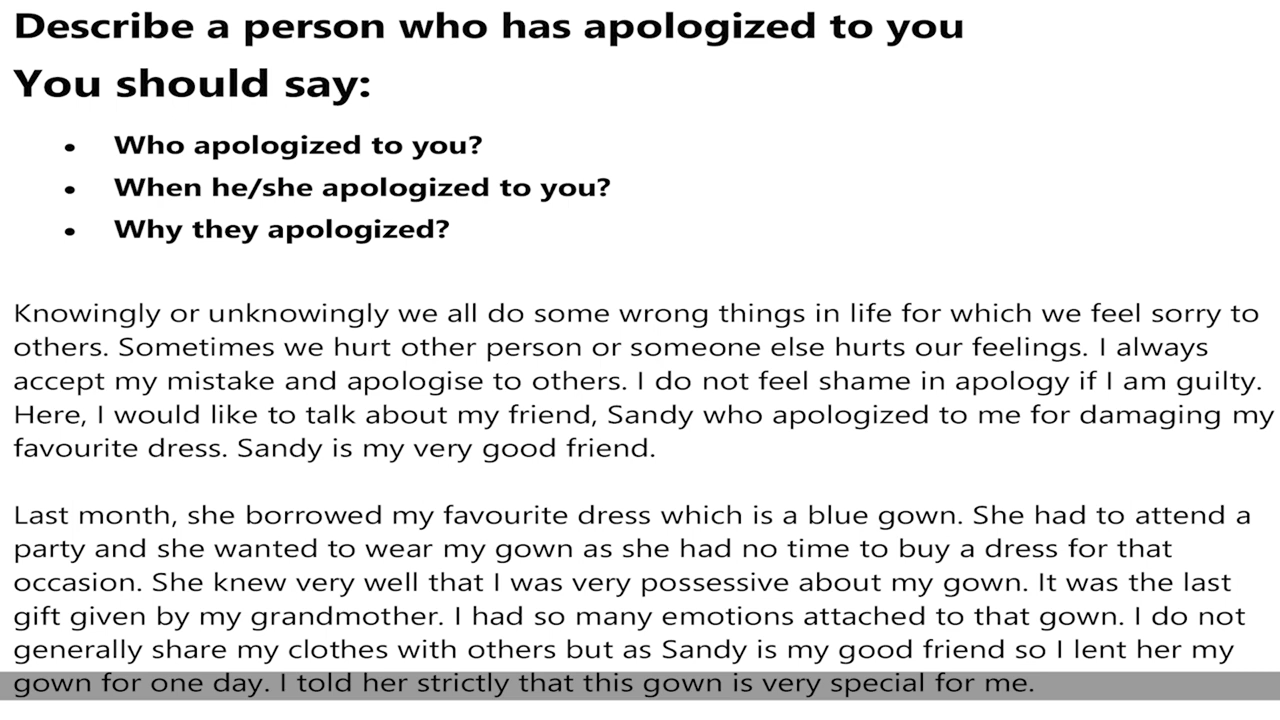 Describe a person who has apologized to you
You should say:
• Who apologized to you?
• When he/she apologized to you?
• Why they apologized?
Knowingly or unknowingly we all do some wrong things in life for which we feel sorry to
others. Sometimes we hurt other person or someone else hurts our feelings. I always
accept my mistake and apologise to others. I do not feel shame in apology if I am guilty.
Here, I would like to talk about my friend, Sandy who apologized to me for damaging my
favourite dress. Sandy is my very good friend.
Last month, she borrowed my favourite dress which is a blue gown. She had to attend a
party and she wanted to wear my gown as she had no time to buy a dress for that
occasion. She knew very well that I was very possessive about my gown. It was the last
gift given by my grandmother. I had so many emotions attached to that gown. I do not
generally share my clothes with others but as Sandy is my good friend so I lent her my
gown for one day. I told her strictly that this gown is very special for me.